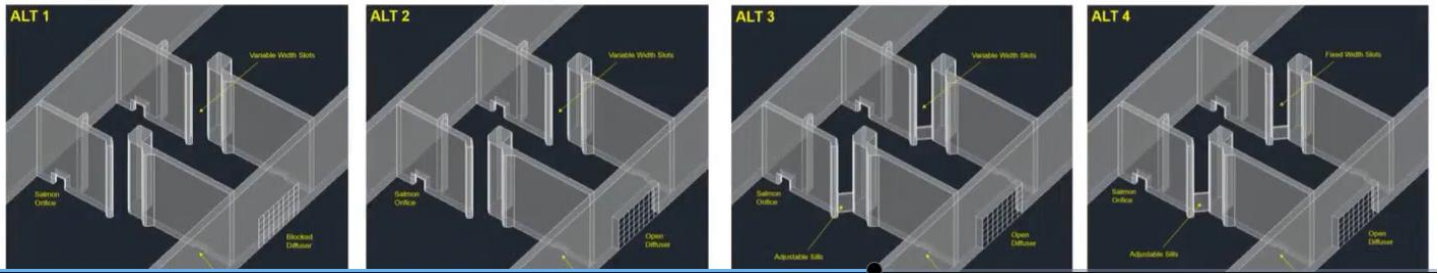 ALT 1
Variable Width Slots
Salmon
Orifice
Blocked
Diffuser
ALT 2
Variable Width Slots
Salmon
Orifice
Open
Diffuser
ALT 3
Variable Width Slots
Salmon
Orifice
Open
Diffuser
Adjustable Sills
ALT 4
Fixed Width Slots
Salmon
Orifice
Open
Diffuser
Adjustable Sills